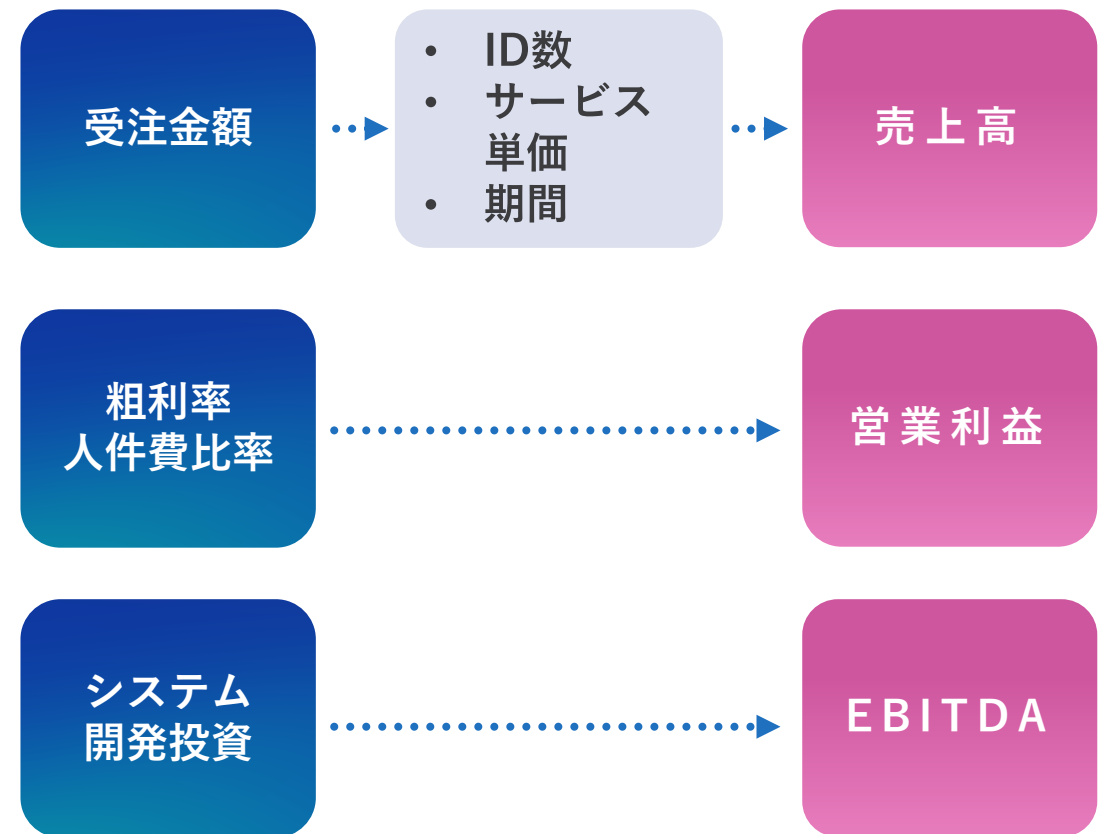 受注金額
• ID数
• サービス
単価
• 期間
売上高
粗利率
人件費比率
営業利益
システム
開発投資
EBITDA